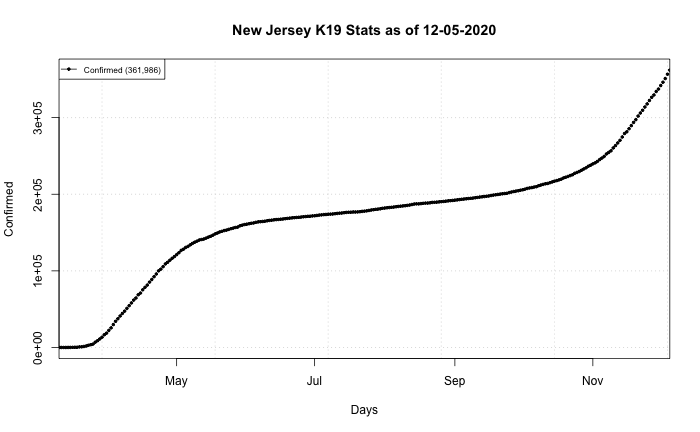 New Jersey K19 Stats as of 12-05-2020
Confirmed (361,986)
3e+05
2e+05
1e+05
0e+00
Confirmed
May Jul Sep Nov
Days